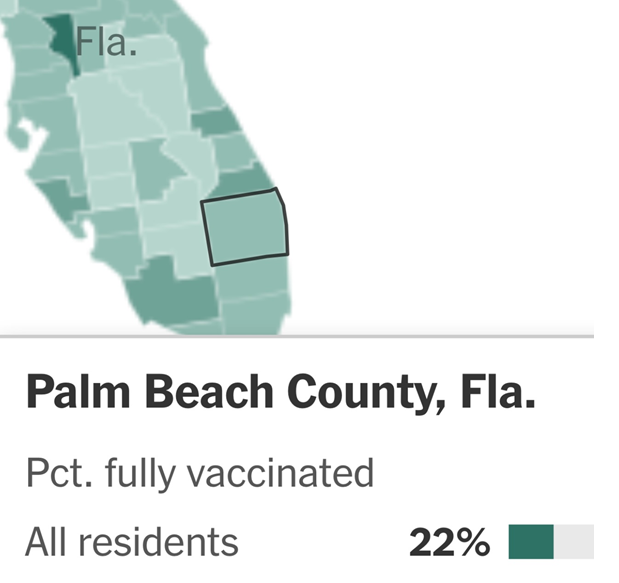 Fla.
Palm Beach County, Fla.
Pct. fully vaccinated
All residents 22%